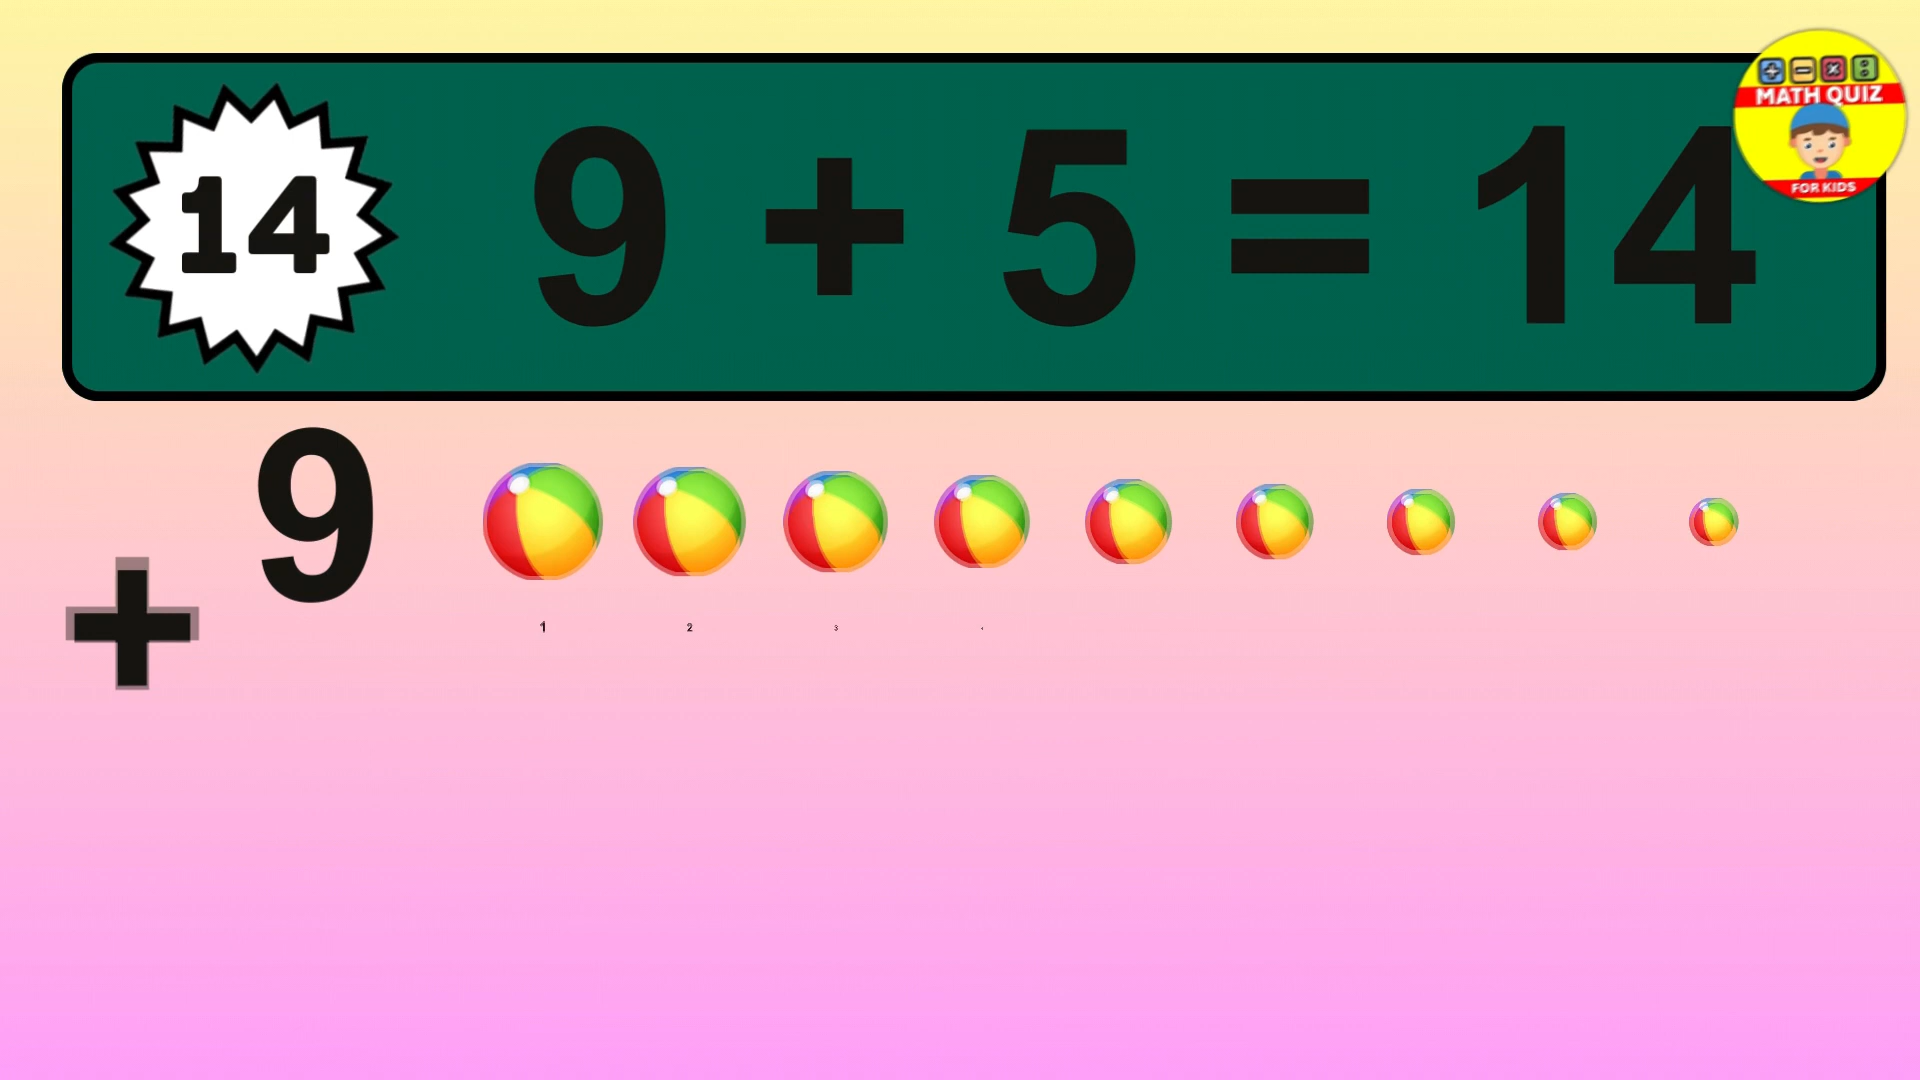 14
9 + 5 = 14
+ - × ÷
MATH QUIZ
FOR KIDS
9
+
1 2 3